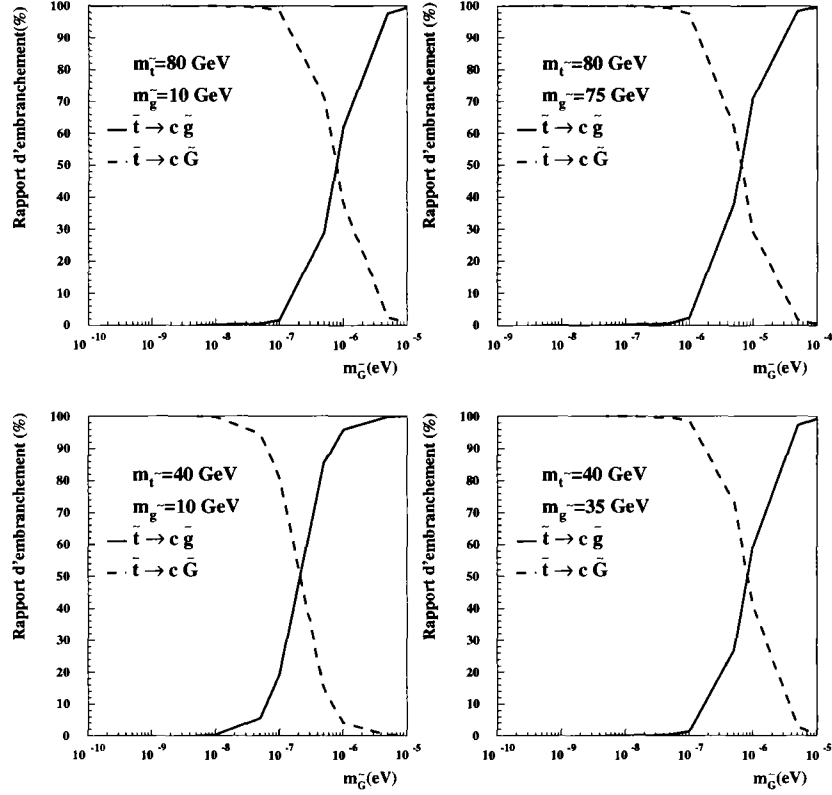 Rapport d'embranchement(%)
100
90
80
70
60
50
40
30
20
10
0
m_t̃=80 GeV
m_g̃=10 GeV
t̃ → c g̃
t̃ → c G̃
10^-10 10^-9 10^-8 10^-7 10^-6 10^-5
m_G̃(eV)
Rapport d'embranchement (%)
100
90
80
70
60
50
40
30
20
10
0
m_t~=80 GeV
m_g~=75 GeV
t̃ → c g̃
t̃ → c G̃
10^-9 10^-8 10^-7 10^-6 10^-5 10^-4
m_G̃(eV)
Rapport d'embranchement (%)
100
90
80
70
60
50
40
30
20
10
0
m_t~=40 GeV
m_g~=10 GeV
t̃ → c g̃
t̃ → c G̃
10^-10 10^-9 10^-8 10^-7 10^-6 10^-5
m_G̃(eV)
Rapport d'embranchement (%)
100
90
80
70
60
50
40
30
20
10
0
m_t~=40 GeV
m_g~=35 GeV
t̃ → c g̃
t̃ → c G̃
10^-10 10^-9 10^-8 10^-7 10^-6 10^-5
m_G̃(eV)